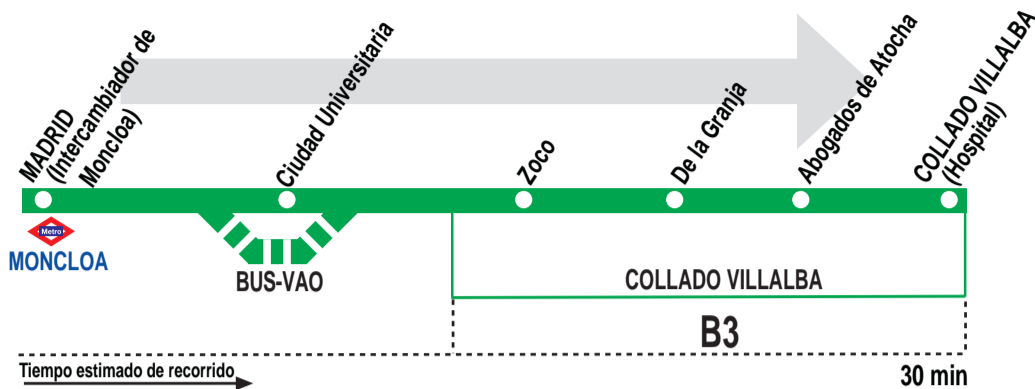 MADRID
(Intercambiador de
Moncloa)
Ciudad Universitaria
Zoco
De la Granja
Abogados de Atocha
COLLADO VILLALBA
(Hospital)
Metro
MONCLOA
BUS-VAO
COLLADO VILLALBA
B3
Tiempo estimado de recorrido
30 min